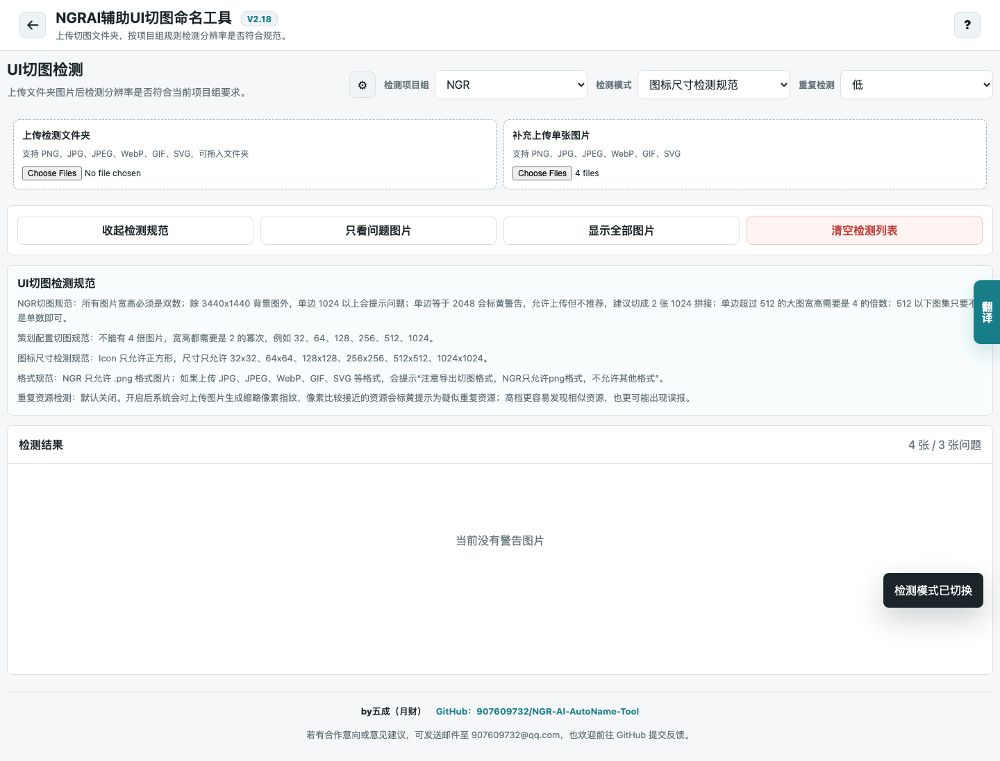 NGRAI辅助UI切图命名工具 V2.18
上传切图文件夹，按项目组规则检测分辨率是否符合规范。
?
UI切图检测
上传文件夹图片后检测分辨率是否符合当前项目组要求。
检测项目组 NGR 检测模式 图标尺寸检测规范 重复检测 低
上传检测文件夹
支持 PNG、JPG、JPEG、WebP、GIF、SVG，可拖入文件夹
Choose Files No file chosen
补充上传单张图片
支持 PNG、JPG、JPEG、WebP、GIF、SVG
Choose Files 4 files
收起检测规范 只看问题图片 显示全部图片 清空检测列表
UI切图检测规范
NGR切图规范：所有图片宽高必须是双数；除 3440x1440 背景图外，单边 1024 以上会提示问题；单边等于 2048 会标黄警告，允许上传但不推荐，建议切成 2 张 1024 拼接；单边超过 512 的大图宽高需要是 4 的倍数；512 以下图集只要不
是单数即可。
策划配置切图规范：不能有 4 倍图片，宽高都需要是 2 的幂次，例如 32、64、128、256、512、1024。
图标尺寸检测规范：Icon 只允许正方形，尺寸只允许 32x32、64x64、128x128、256x256、512x512、1024x1024。
格式规范：NGR 只允许 .png 格式图片；如果上传 JPG、JPEG、WebP、GIF、SVG 等格式，会提示“注意导出切图格式，NGR只允许png格式，不允许其他格式”。
重复资源检测：默认关闭。开启后系统会对上传图片生成缩略像素指纹，像素比较接近的资源会标黄提示为疑似重复资源；高档更容易发现相似资源，也更可能出现误报。
翻译
检测结果 4 张 / 3 张问题
当前没有警告图片
检测模式已切换
by五成（月财） GitHub：907609732/NGR-AI-AutoName-Tool
若有合作意向或意见建议，可发送邮件至 907609732@qq.com，也欢迎前往 GitHub 提交反馈。